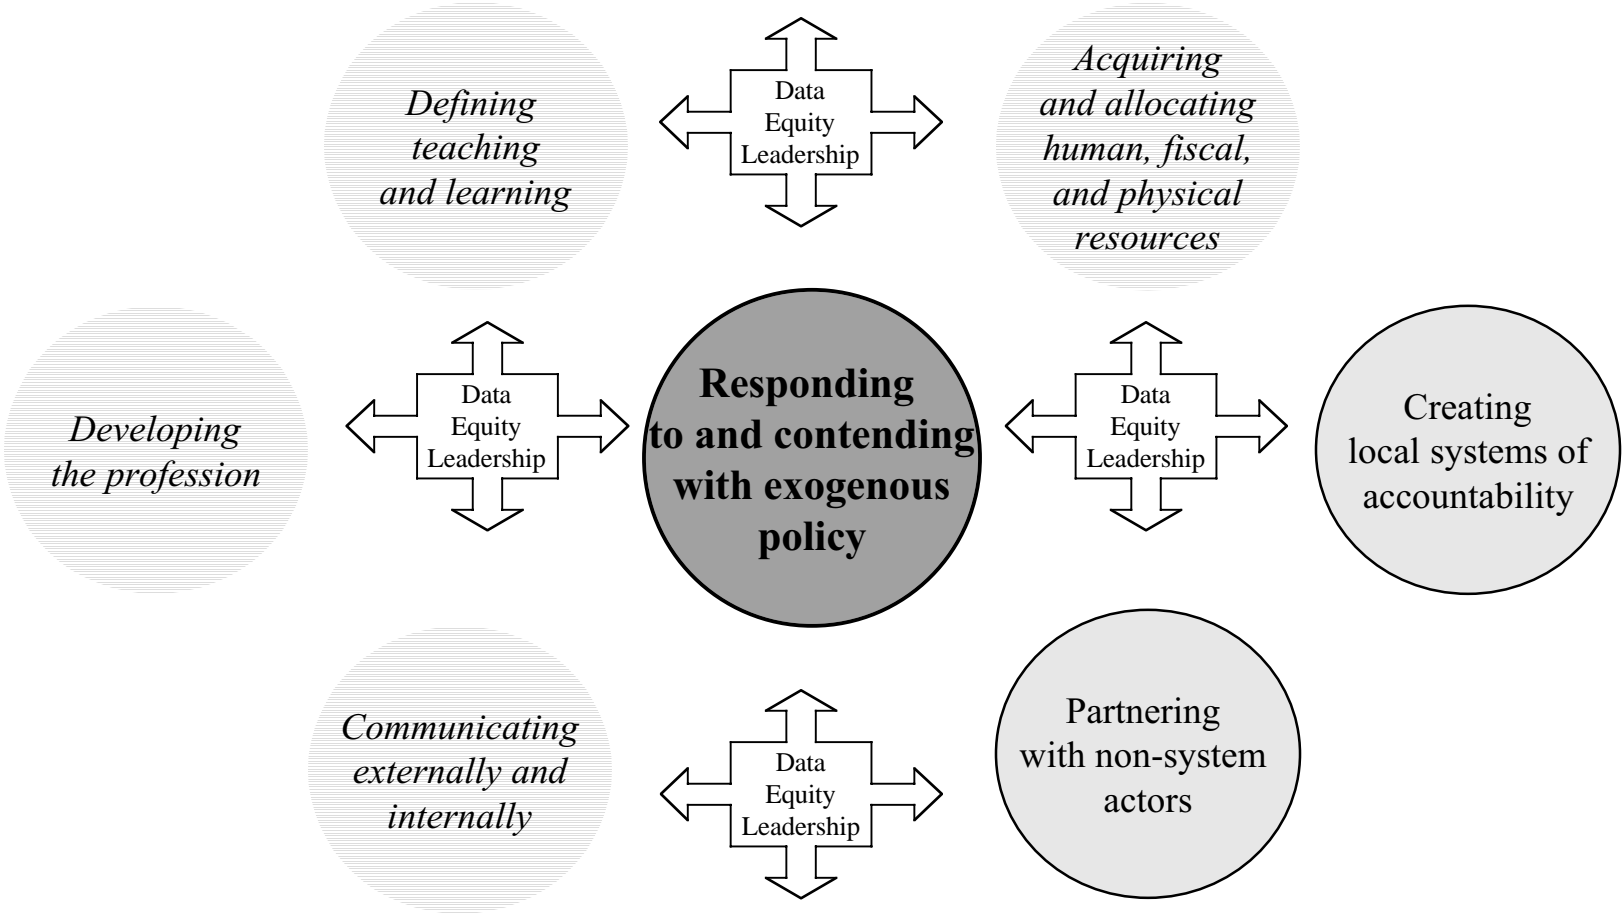 Defining
teaching
and learning
Data
Equity
Leadership
Acquiring
and allocating
human, fiscal,
and physical
resources
Developing
the profession
Data
Equity
Leadership
Responding
to and contending
with exogenous
policy
Data
Equity
Leadership
Creating
local systems of
accountability
Communicating
externally and
internally
Data
Equity
Leadership
Partnering
with non-system
actors